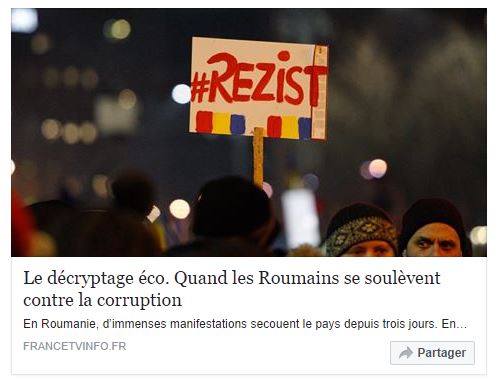 #REZIST
Le décryptage éco. Quand les Roumains se soulèvent
contre la corruption
En Roumanie, d’immenses manifestations secouent le pays depuis trois jours. En…
FRANCETVINFO.FR
Partager